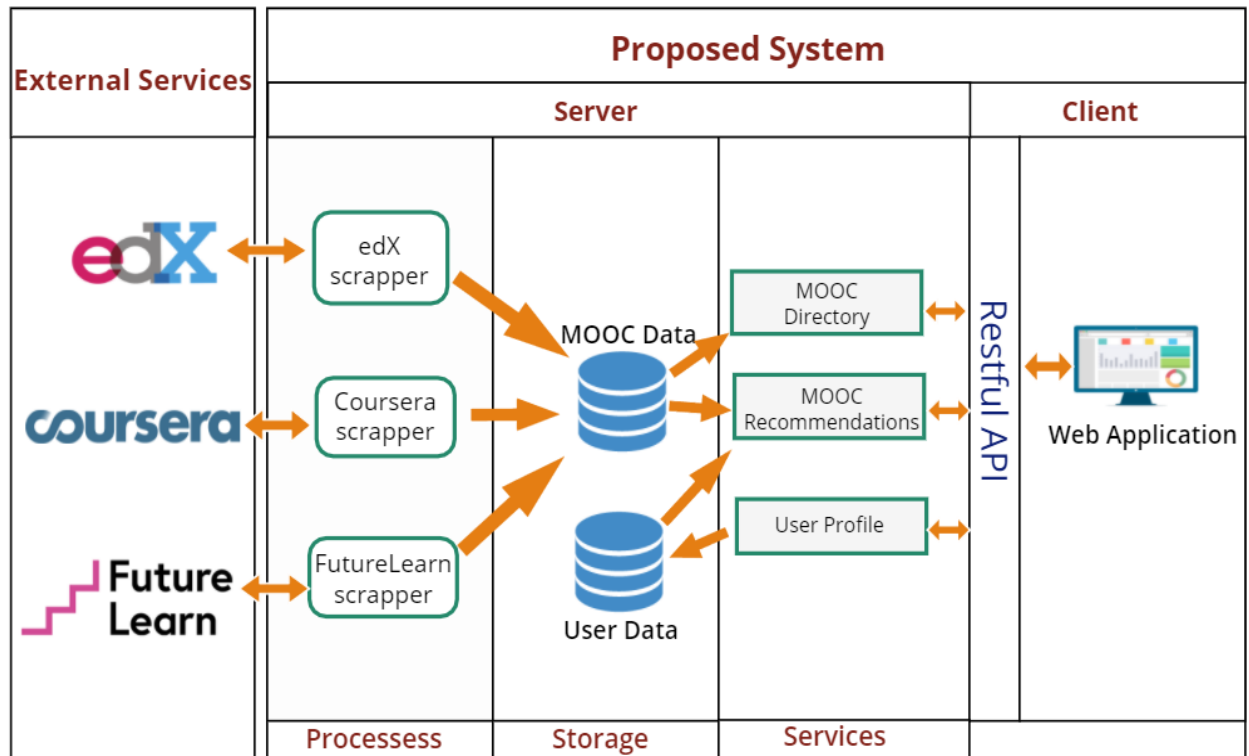 External Services
Proposed System
Server
Client
edX
edX
scrapper
MOOC Data
MOOC
Directory
coursera
Coursera
scrapper
MOOC
Recommendations
Restful API
Web Application
Future
Learn
FutureLearn
scrapper
User Profile
User Data
Processess
Storage
Services